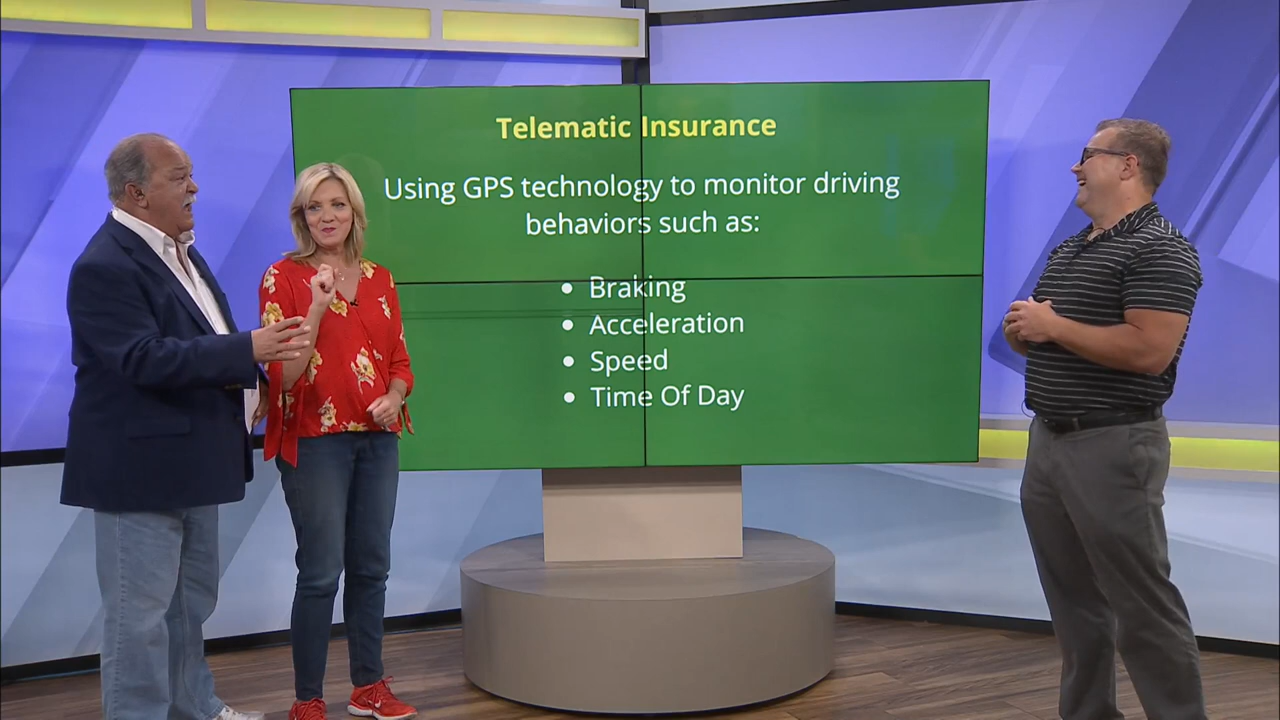 Telematic Insurance
Using GPS technology to monitor driving
behaviors such as:
• Braking
• Acceleration
• Speed
• Time Of Day